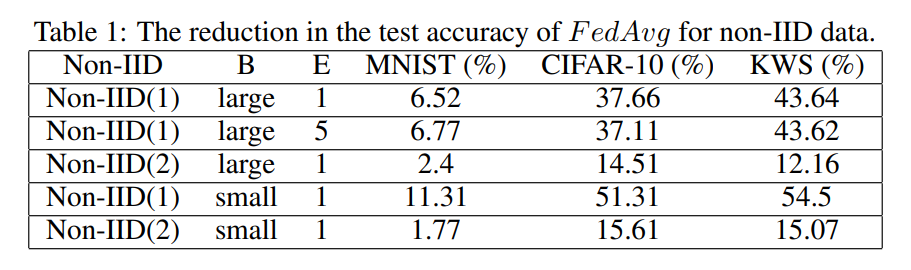 Table 1: The reduction in the test accuracy of FedAvg for non-IID data.
Non-IID B E MNIST (%) CIFAR-10 (%) KWS (%)
Non-IID(1) large 1 6.52 37.66 43.64
Non-IID(1) large 5 6.77 37.11 43.62
Non-IID(2) large 1 2.4 14.51 12.16
Non-IID(1) small 1 11.31 51.31 54.5
Non-IID(2) small 1 1.77 15.61 15.07